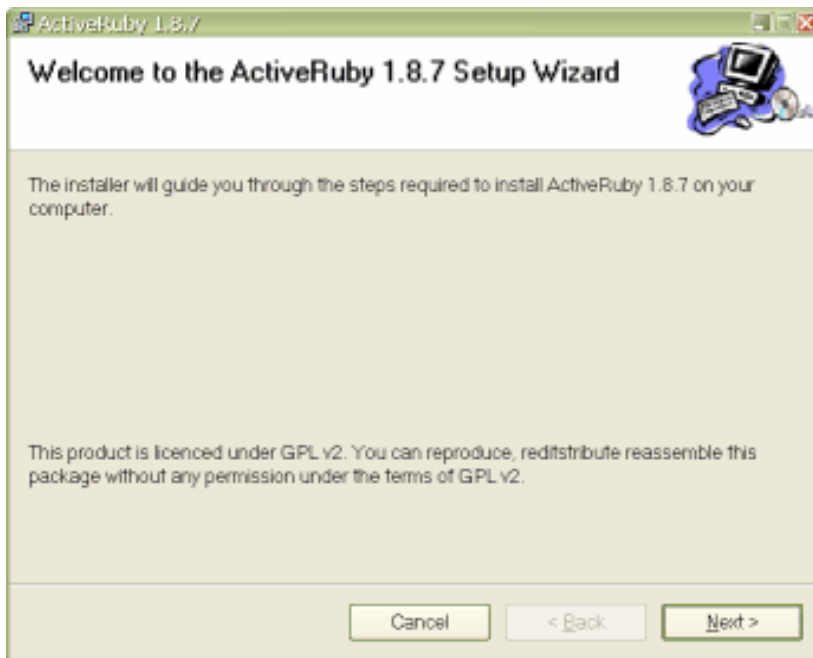 ActiveRuby 1.8.7
Welcome to the ActiveRuby 1.8.7 Setup Wizard
The installer will guide you through the steps required to install ActiveRuby 1.8.7 on your
computer.
This product is licenced under GPL v2. You can reproduce, reditstribute reassemble this
package without any permission under the terms of GPL v2.
Cancel
< Back
Next >